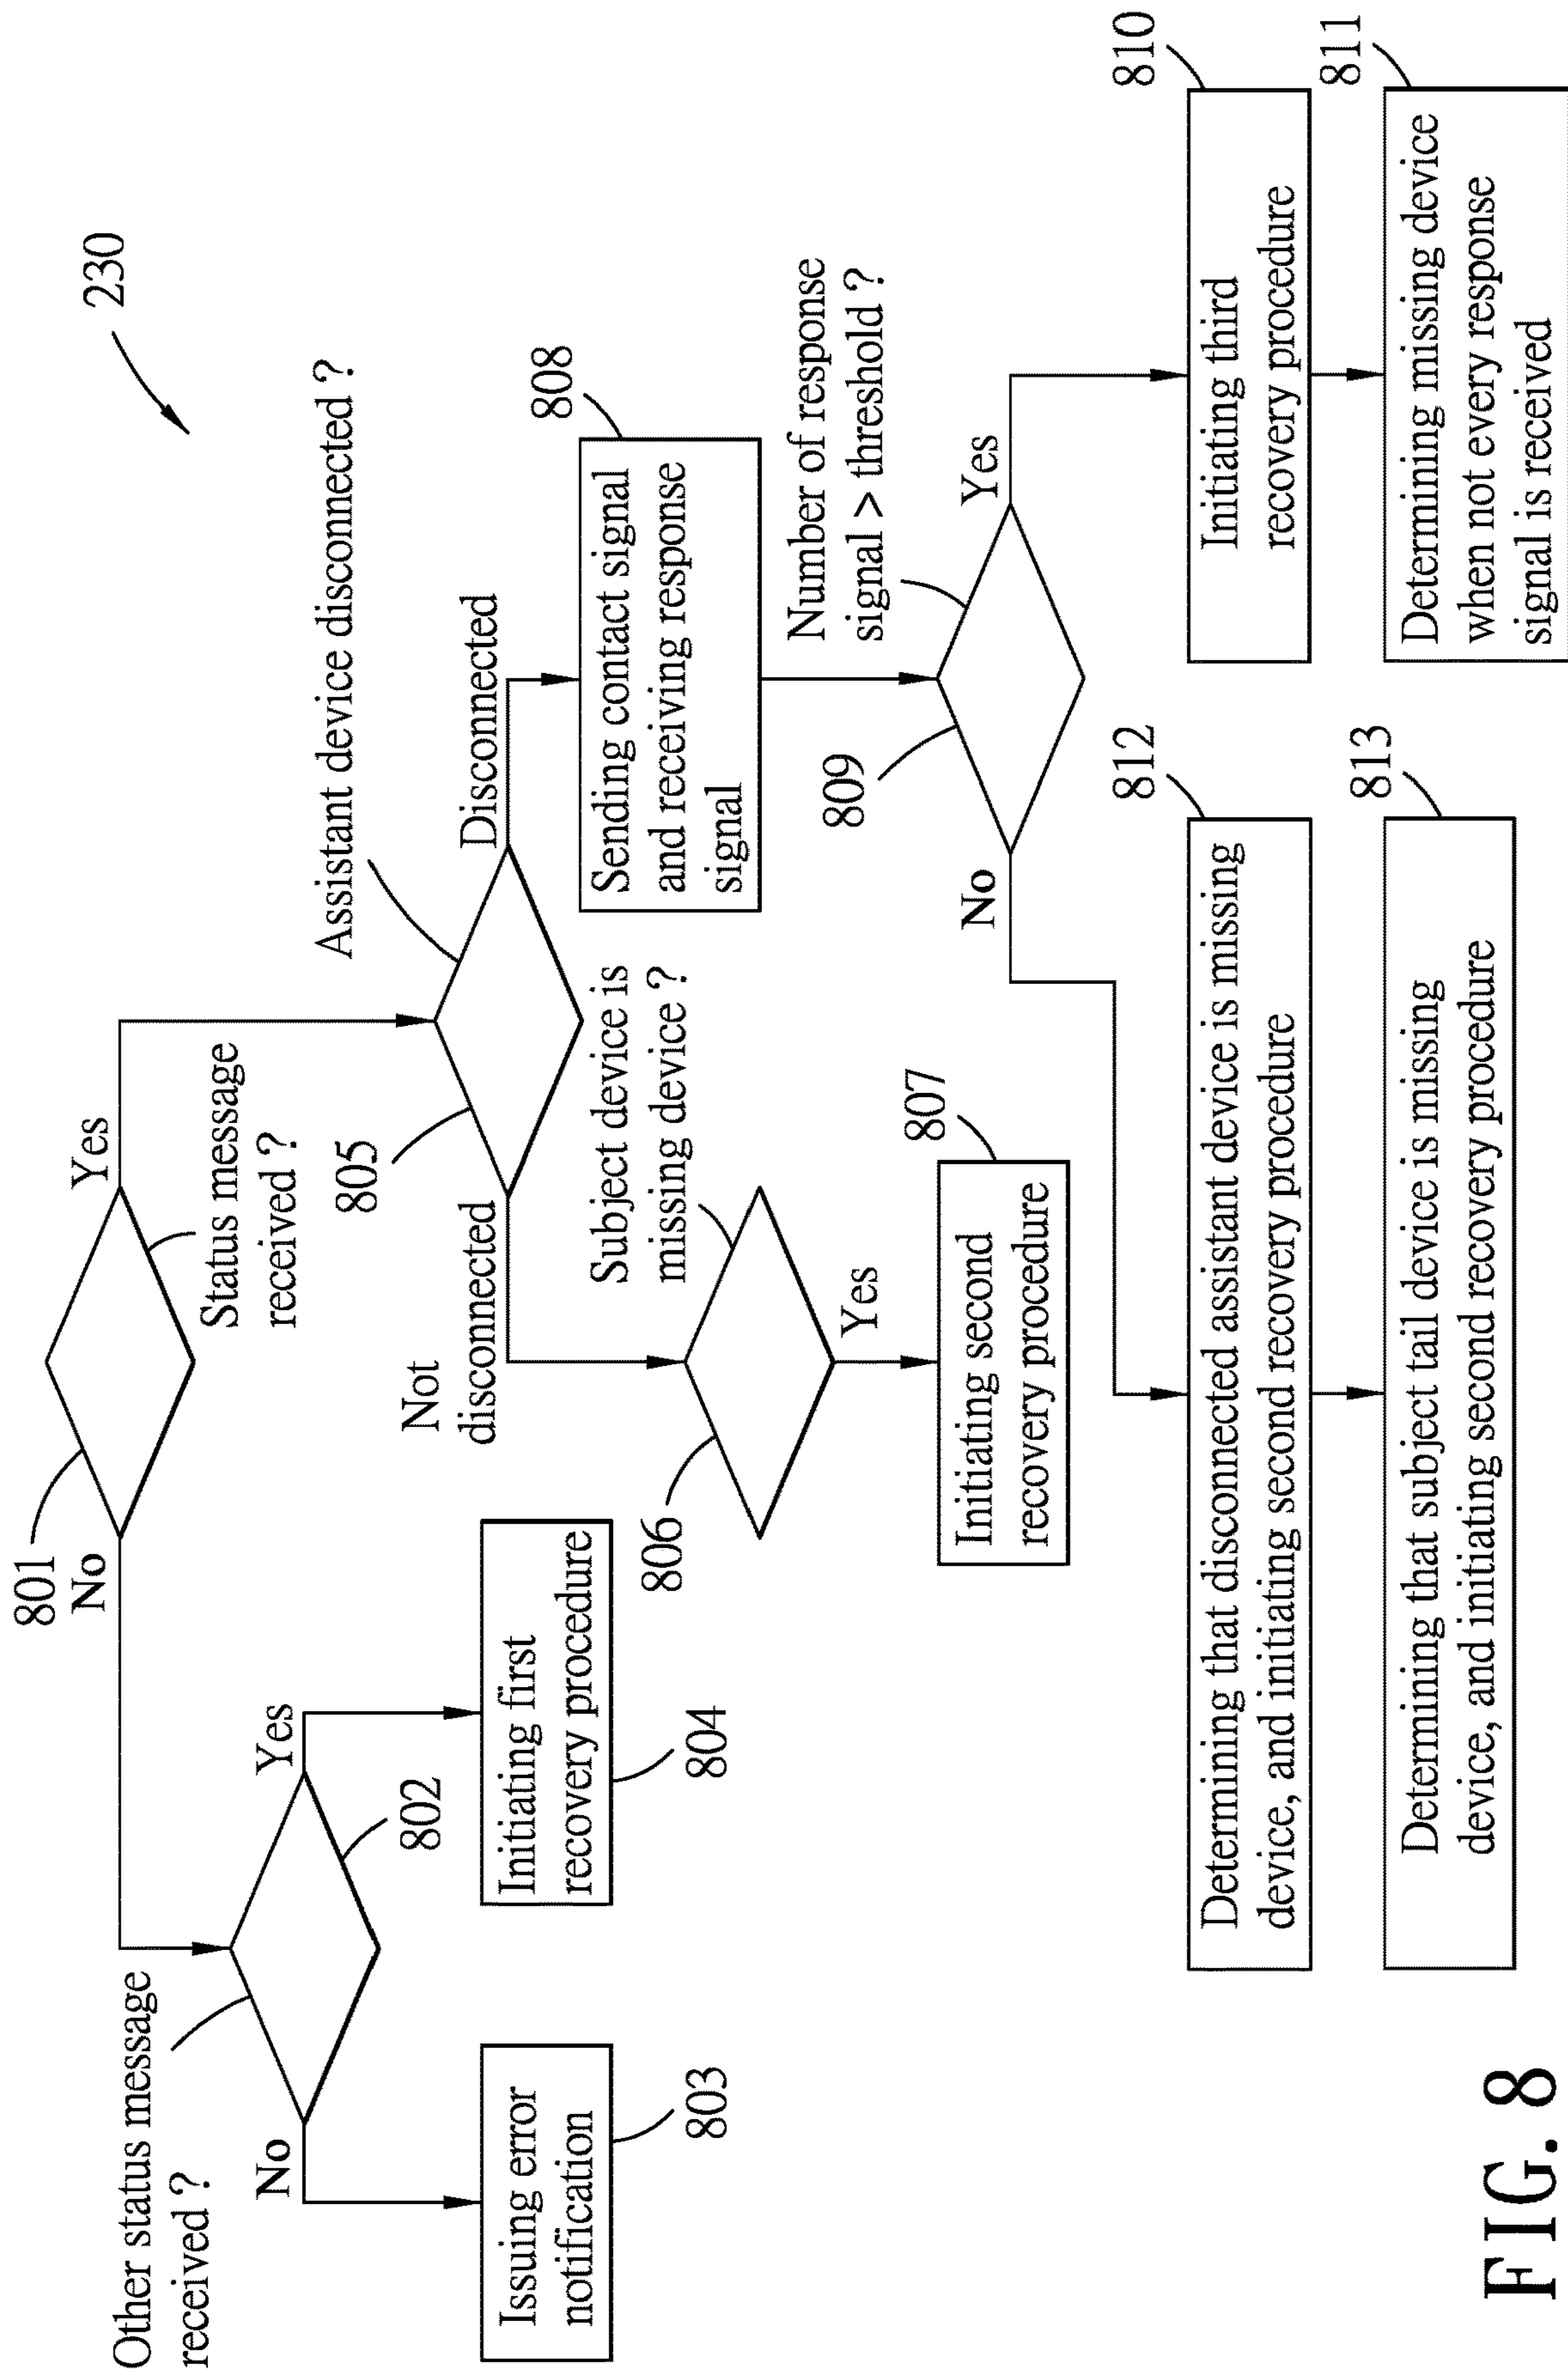 230
801
No
Yes
Status message
received ?
Other status message
received ?
No
Yes
802
Issuing error
notification
803
Initiating first
recovery procedure
804
Assistant device disconnected ?
805
Not
disconnected
Disconnected
Subject device is
missing device ?
806
Yes
Initiating second
recovery procedure
807
808
Sending contact signal
and receiving response
signal
Number of response
signal > threshold ?
809
No
Yes
810
Initiating third
recovery procedure
811
Determining missing device
when not every response
signal is received
812
Determining that disconnected assistant device is missing
device, and initiating second recovery procedure
813
Determining that subject tail device is missing
device, and initiating second recovery procedure
FIG. 8